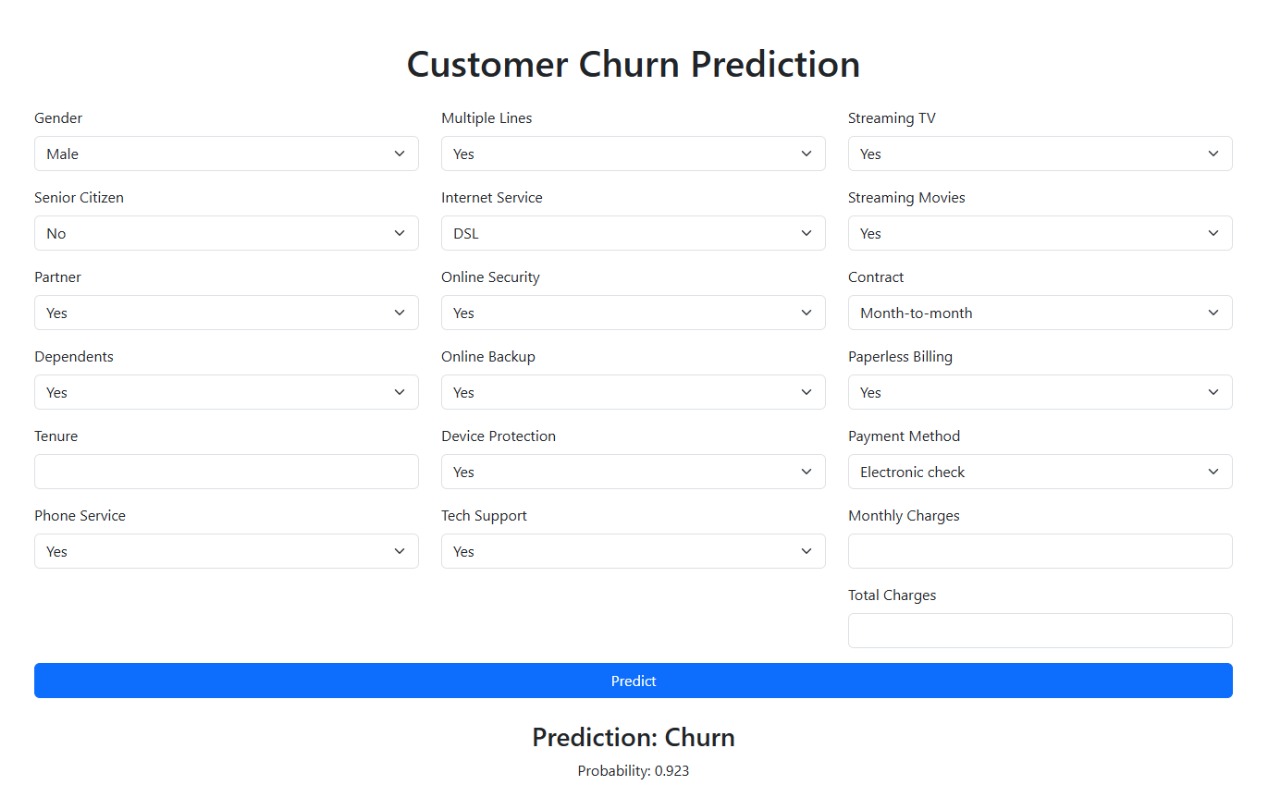 Customer Churn Prediction
Gender
Male
Senior Citizen
No
Partner
Yes
Dependents
Yes
Tenure
Phone Service
Yes
Multiple Lines
Yes
Internet Service
DSL
Online Security
Yes
Online Backup
Yes
Device Protection
Yes
Tech Support
Yes
Streaming TV
Yes
Streaming Movies
Yes
Contract
Month-to-month
Paperless Billing
Yes
Payment Method
Electronic check
Monthly Charges
Total Charges
Predict
Prediction: Churn
Probability: 0.923